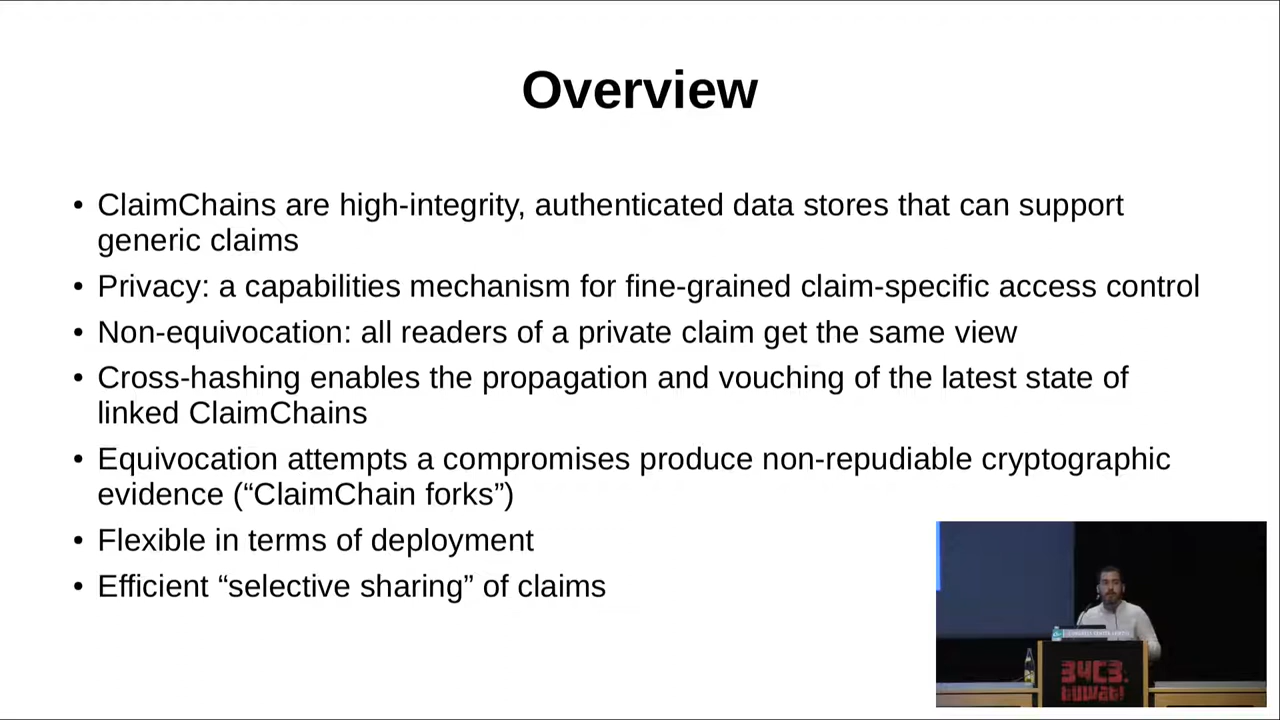 Overview
• ClaimChains are high-integrity, authenticated data stores that can support
generic claims
• Privacy: a capabilities mechanism for fine-grained claim-specific access control
• Non-equivocation: all readers of a private claim get the same view
• Cross-hashing enables the propagation and vouching of the latest state of
linked ClaimChains
• Equivocation attempts a compromises produce non-repudiable cryptographic
evidence (“ClaimChain forks”)
• Flexible in terms of deployment
• Efficient “selective sharing” of claims
34C3.
tuwat!